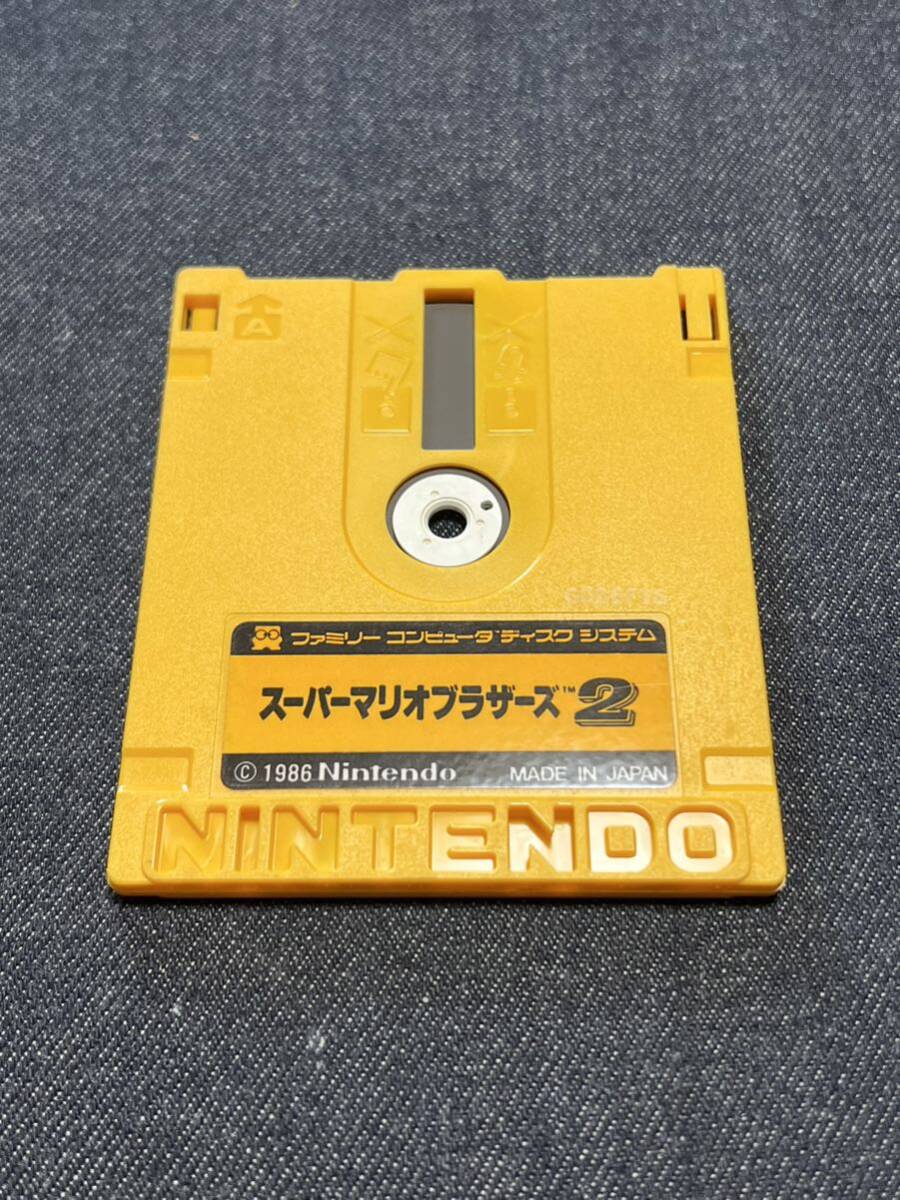 A
ファミリー コンピュータ ディスク システム
スーパーマリオブラザーズ™2
© 1986 Nintendo MADE IN JAPAN
NINTENDO